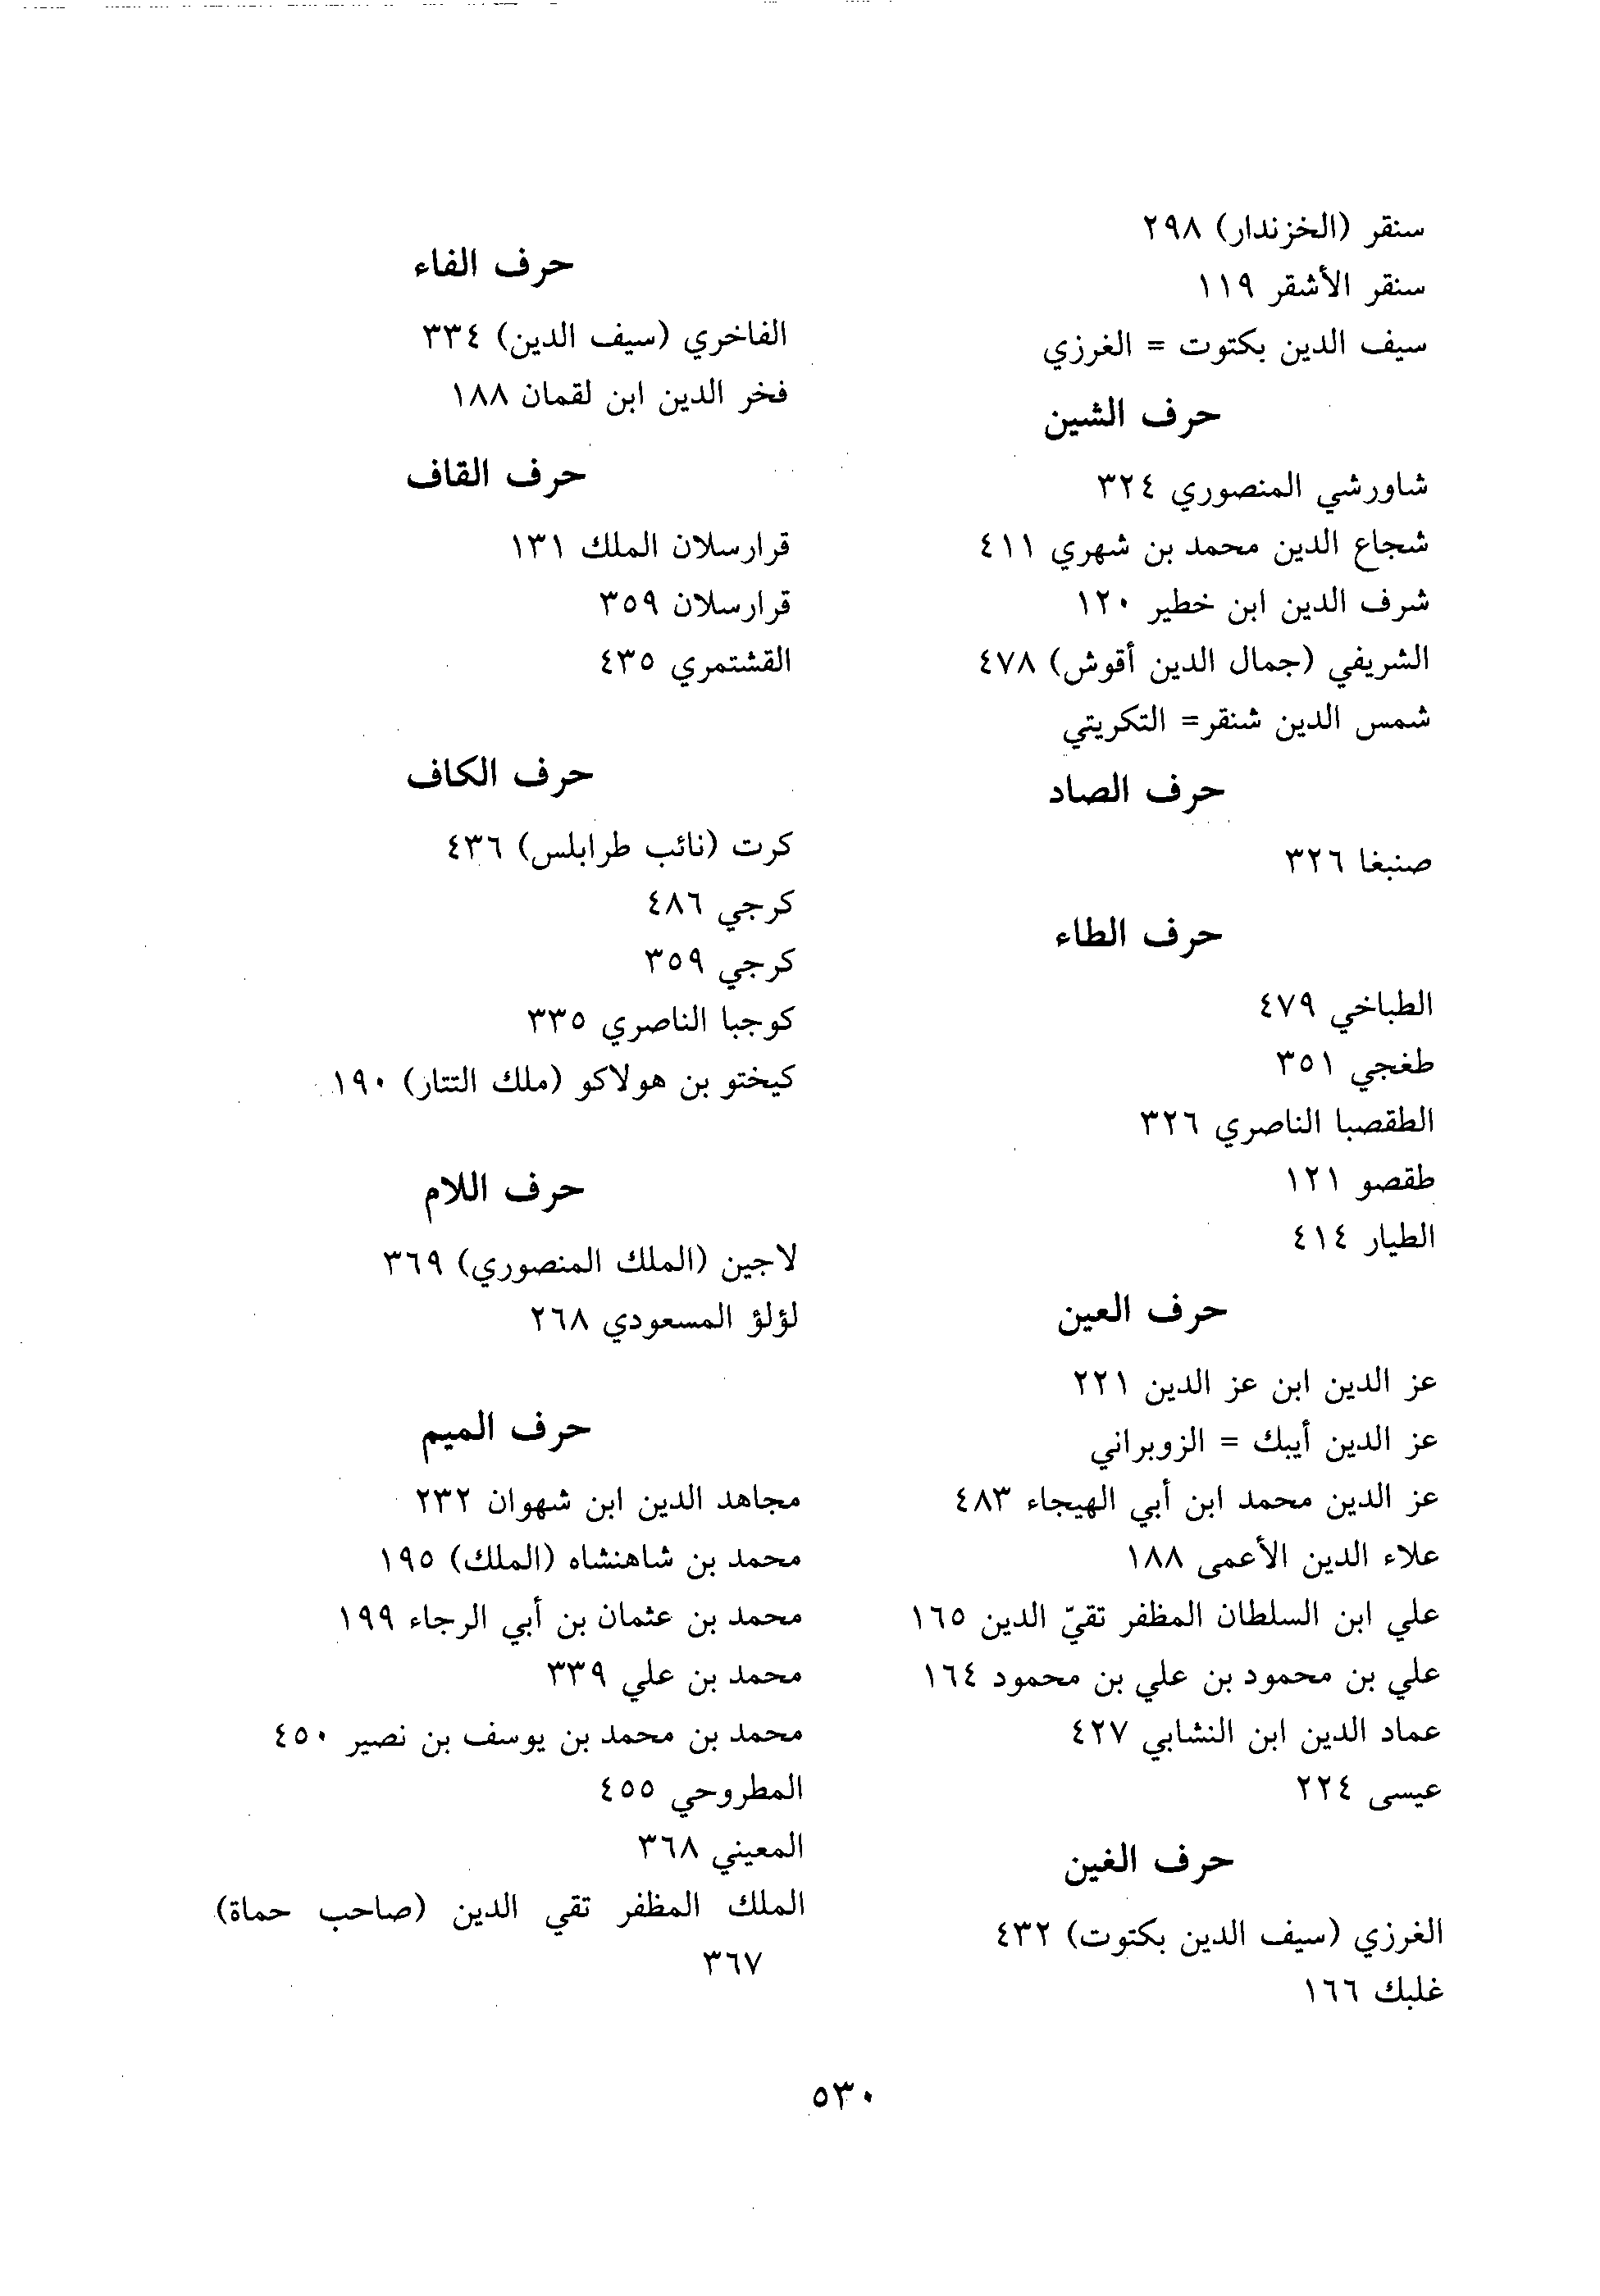 سنقر (الخزندار) ٢٩٨
سنقر الأشقر ١١٩
سيف الدين بكتوت = الغرزي
حرف الشين
شاورشي المنصوري ٣٢٤
شجاع الدين محمد بن شهري ٤١١
شرف الدين ابن خطير ١٢٠
الشريفي (جمال الدين أقوش) ٤٧٨
شمس الدين شنقر= التكريتي
حرف الصاد
صنبغا ٣٢٦
حرف الطاء
الطباخي ٤٧٩
طغجي ٣٥١
الطقصبا الناصري ٣٢٦
طقصو ١٢١
الطيار ٤١٤
حرف العين
عز الدين ابن عز الدين ٢٢١
عز الدين أيبك = الزوبراني
عز الدين محمد ابن أبي الهيجاء ٤٨٣
علاء الدين الأعمى ١٨٨
علي ابن السلطان المظفر تقيّ الدين ١٦٥
علي بن محمود بن علي بن محمود ١٦٤
عماد الدين ابن النشابي ٤٢٧
عيسى ٢٢٤
حرف الغين
الغرزي (سيف الدين بكتوت) ٤٣٢
غلبك ١٦٦
حرف الفاء
الفاخري (سيف الدين) ٣٣٤
فخر الدين ابن لقمان ١٨٨
حرف القاف
قرارسلان الملك ١٣١
قرارسلان ٣٥٩
القشتمري ٤٣٥
حرف الكاف
كرت (نائب طرابلس) ٤٣٦
كرجي ٤٨٦
كرجي ٣٥٩
كوجبا الناصري ٣٣٥
كيختو بن هولاكو (ملك التتار) ١٩٠
حرف اللام
لاجين (الملك المنصوري) ٣٦٩
لؤلؤ المسعودي ٢٦٨
حرف الميم
مجاهد الدين ابن شهوان ٢٣٢
محمد بن شاهنشاه (الملك) ١٩٥
محمد بن عثمان بن أبي الرجاء ١٩٩
محمد بن علي ٣٣٩
محمد بن محمد بن يوسف بن نصير ٤٥٠
المطروحي ٤٥٥
المعيني ٣٦٨
الملك المظفر تقي الدين (صاحب حماة)
٣٦٧
٥٣٠